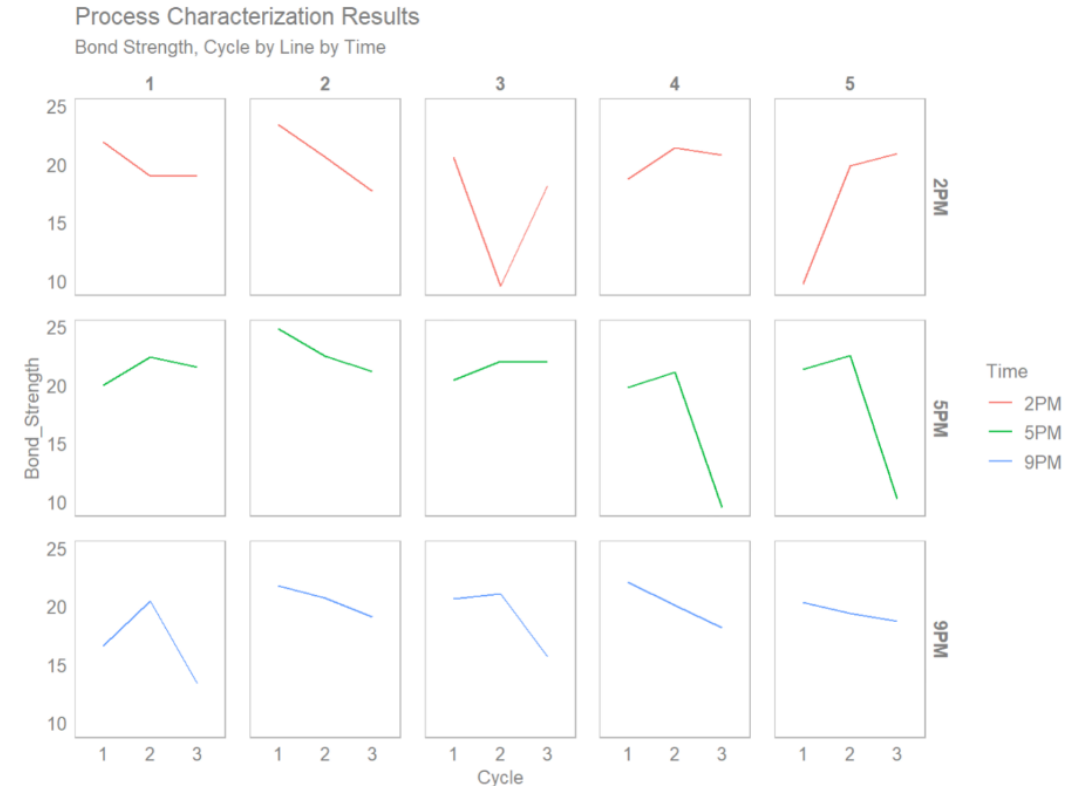 Process Characterization Results
Bond Strength, Cycle by Line by Time
1 2 3 4 5
25
20
15
10
2PM
25
20
15
10
5PM
25
20
15
10
9PM
Bond_Strength
1 2 3 1 2 3 1 2 3 1 2 3 1 2 3
Cycle
Time
2PM
5PM
9PM